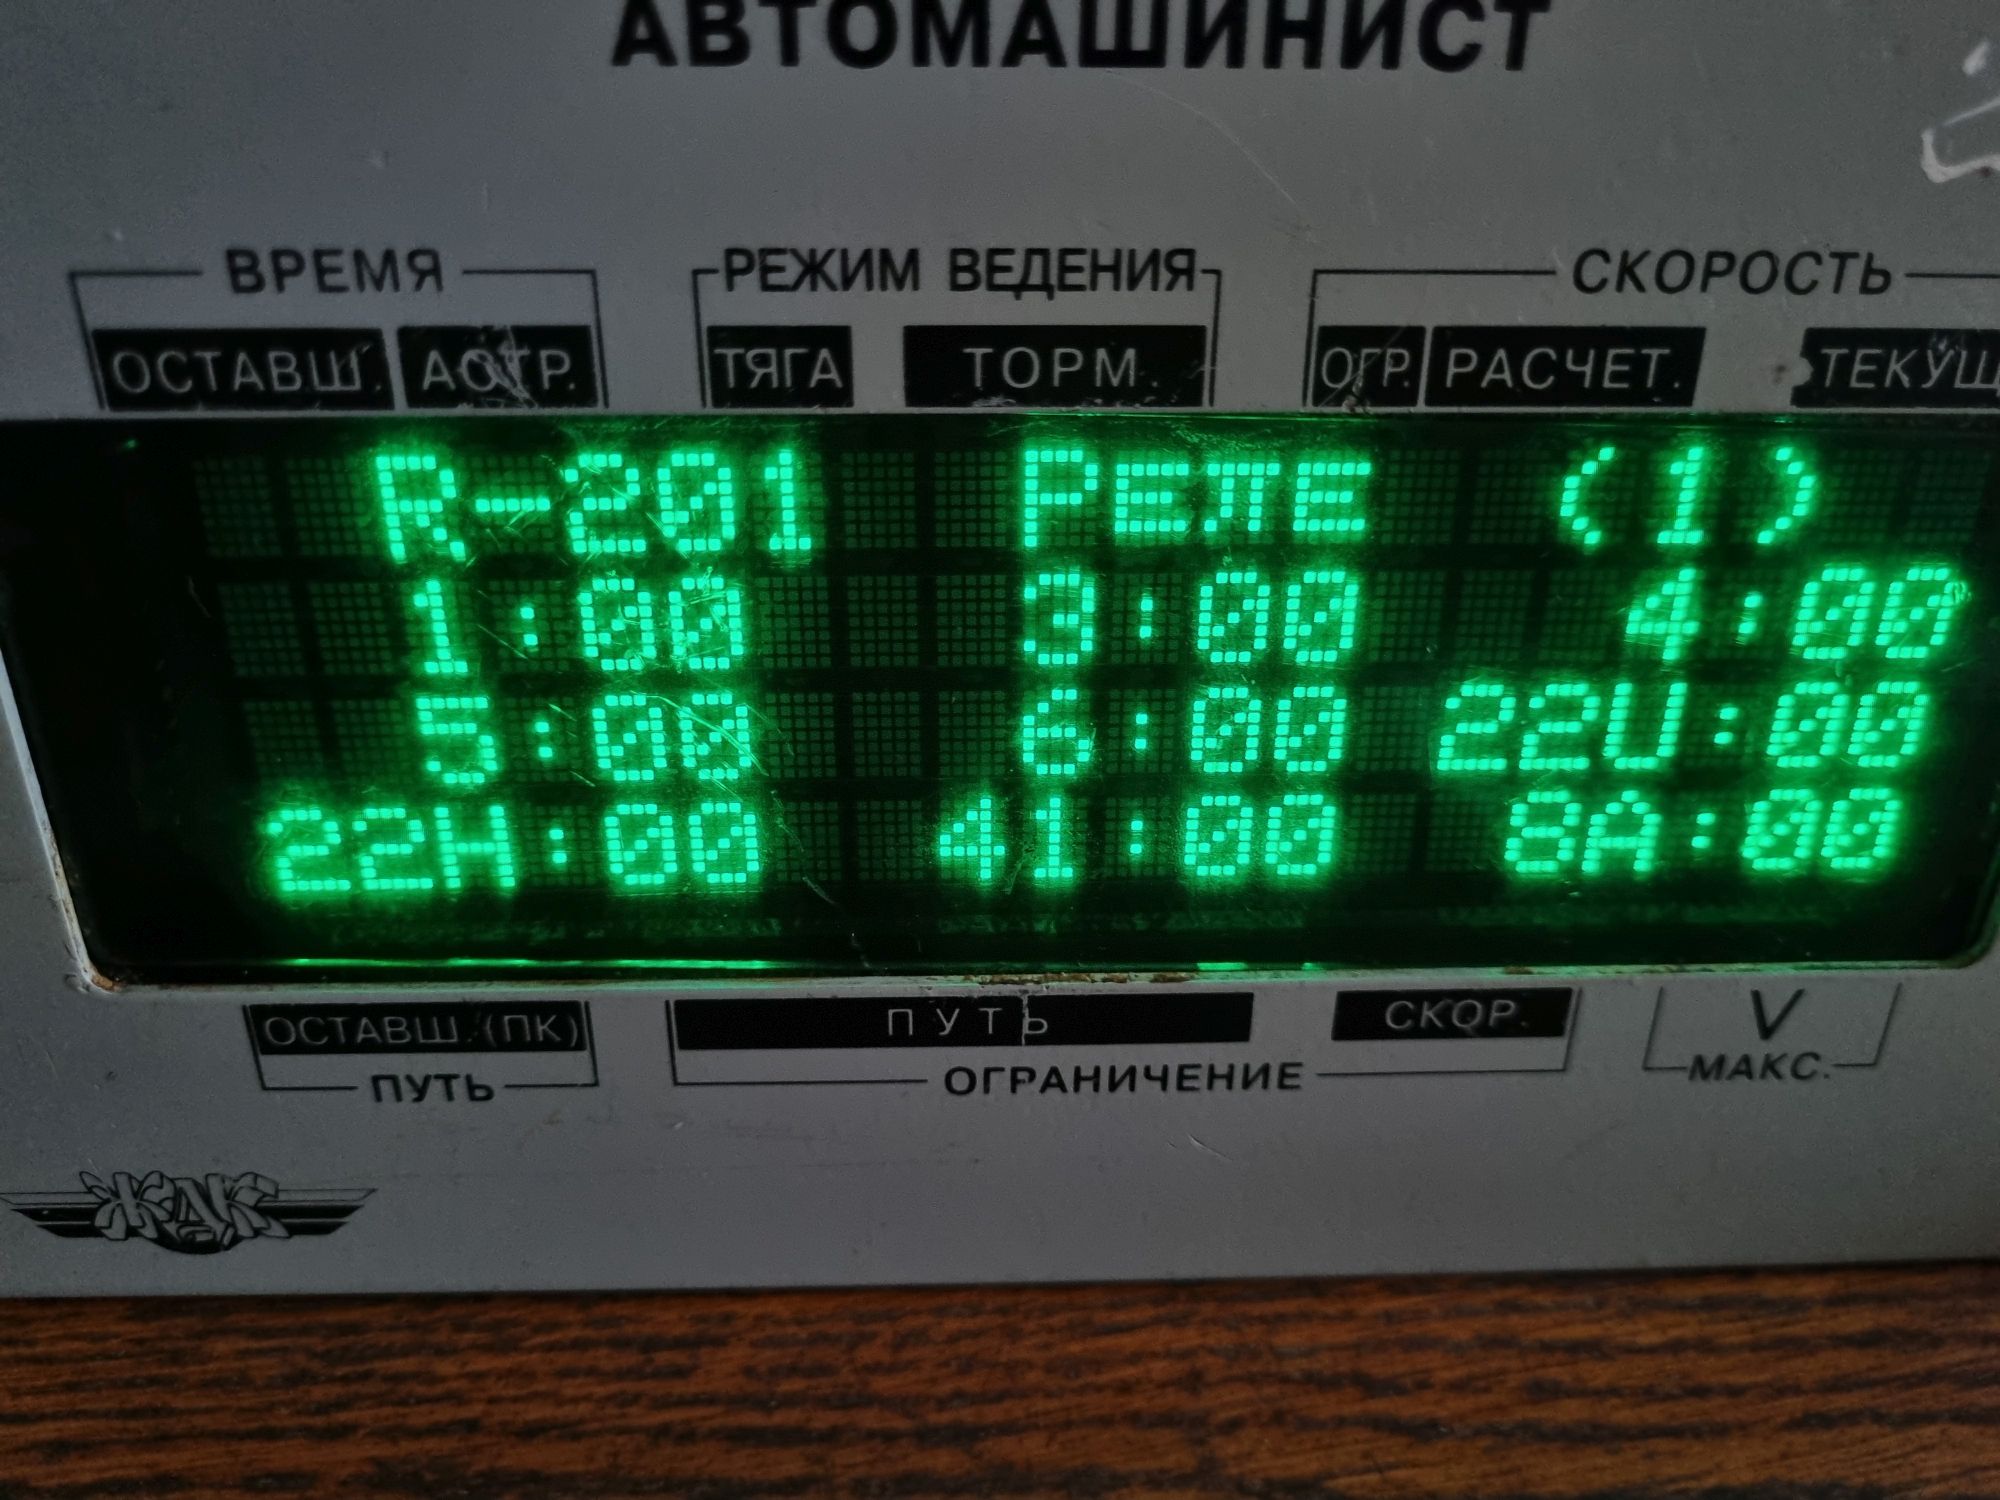 АВТОМАШИНИСТ
ВРЕМЯ РЕЖИМ ВЕДЕНИЯ СКОРОСТЬ
ОСТАВШ. АСТР. ТЯГА ТОРМ. ОГР. РАСЧЕТ. ТЕКУЩ
R-201 Реле (1)
1:00 3:00 4:00
5:00 6:00 22U:00
22H:00 41:00 8A:00
ОСТАВШ.(ПК) ПУТЬ СКОР. V
ПУТЬ ОГРАНИЧЕНИЕ МАКС.
ЖДК